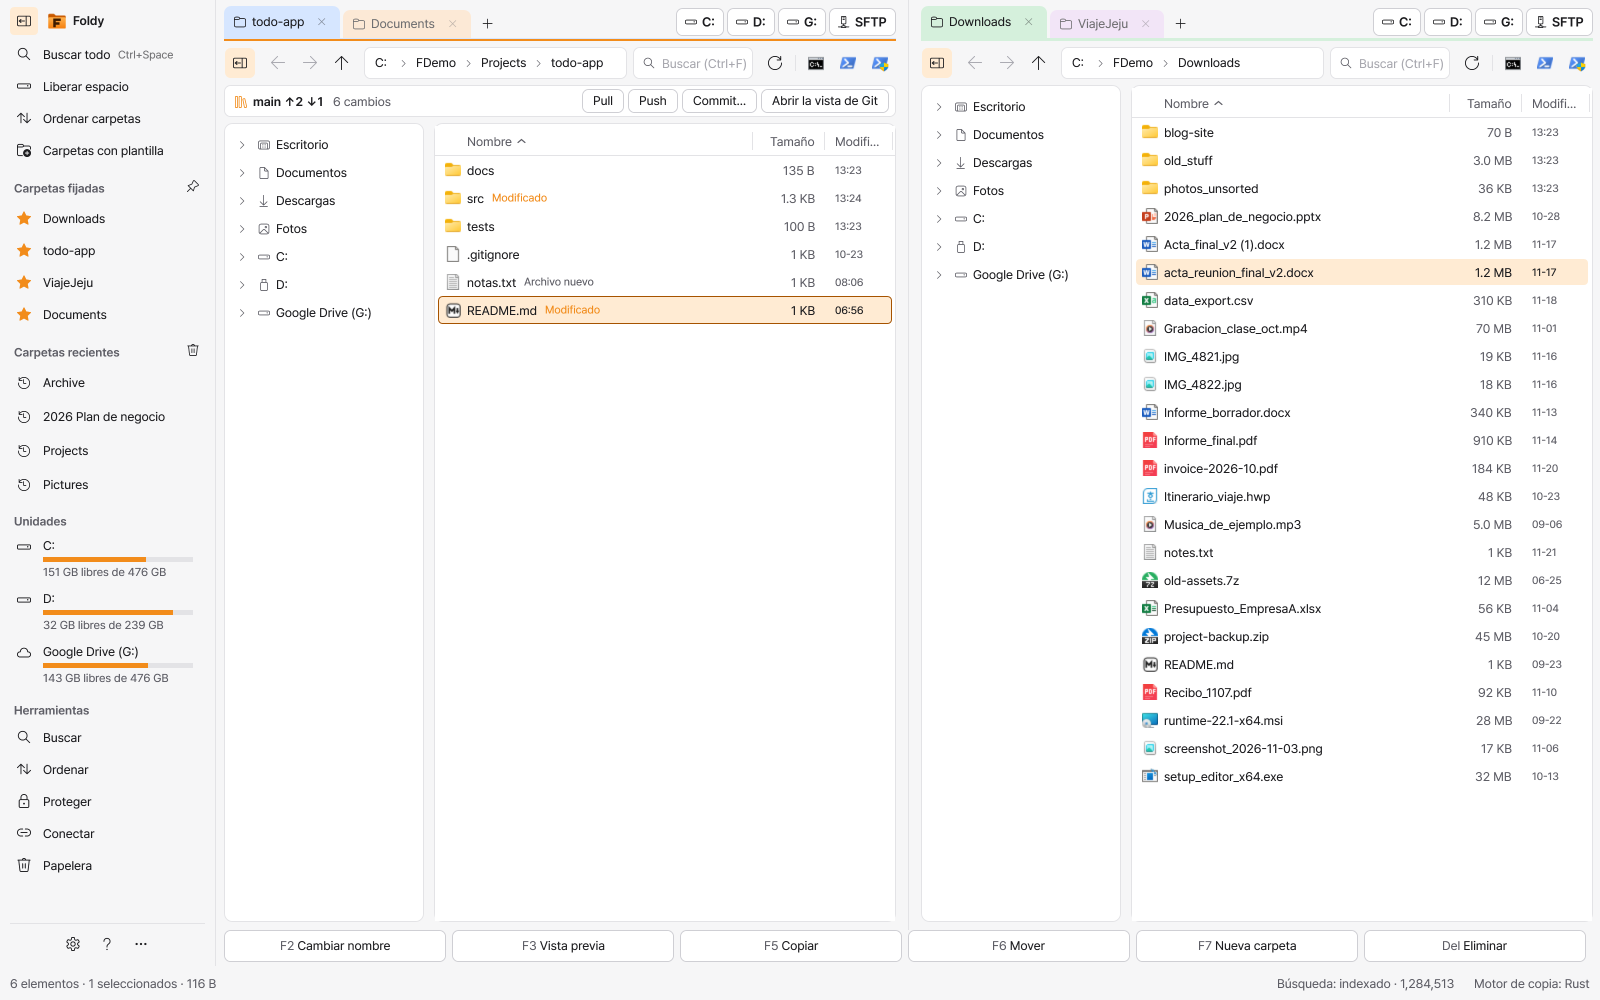 Foldy
Buscar todo Ctrl+Space
Liberar espacio
Ordenar carpetas
Carpetas con plantilla
Carpetas fijadas
Downloads
todo-app
ViajeJeju
Documents
Carpetas recientes
Archive
2026 Plan de negocio
Projects
Pictures
Unidades
C:
151 GB libres de 476 GB
D:
32 GB libres de 239 GB
Google Drive (G:)
143 GB libres de 476 GB
Herramientas
Buscar
Ordenar
Proteger
Conectar
Papelera
todo-app
Documents
C: D: G: SFTP
C: FDemo Projects todo-app
Buscar (Ctrl+F)
main ↑2 ↓1 6 cambios
Pull Push Commit... Abrir la vista de Git
Escritorio
Documentos
Descargas
Fotos
C:
D:
Google Drive (G:)
Nombre Tamaño Modifi...
docs 135 B 13:23
src Modificado 1.3 KB 13:24
tests 100 B 13:23
.gitignore 1 KB 10-23
notas.txt Archivo nuevo 1 KB 08:06
README.md Modificado 1 KB 06:56
Downloads
ViajeJeju
C: D: G: SFTP
C: FDemo Downloads
Buscar (Ctrl+F)
Escritorio
Documentos
Descargas
Fotos
C:
D:
Google Drive (G:)
Nombre Tamaño Modifi...
blog-site 70 B 13:23
old_stuff 3.0 MB 13:23
photos_unsorted 36 KB 13:23
2026_plan_de_negocio.pptx 8.2 MB 10-28
Acta_final_v2 (1).docx 1.2 MB 11-17
acta_reunion_final_v2.docx 1.2 MB 11-17
data_export.csv 310 KB 11-18
Grabacion_clase_oct.mp4 70 MB 11-01
IMG_4821.jpg 19 KB 11-16
IMG_4822.jpg 18 KB 11-16
Informe_borrador.docx 340 KB 11-13
Informe_final.pdf 910 KB 11-14
invoice-2026-10.pdf 184 KB 11-20
Itinerario_viaje.hwp 48 KB 10-23
Musica_de_ejemplo.mp3 5.0 MB 09-06
notes.txt 1 KB 11-21
old-assets.7z 12 MB 06-25
Presupuesto_EmpresaA.xlsx 56 KB 11-04
project-backup.zip 45 MB 10-20
README.md 1 KB 09-23
Recibo_1107.pdf 92 KB 11-10
runtime-22.1-x64.msi 28 MB 09-22
screenshot_2026-11-03.png 17 KB 11-06
setup_editor_x64.exe 32 MB 10-13
F2 Cambiar nombre
F3 Vista previa
F5 Copiar
F6 Mover
F7 Nueva carpeta
Del Eliminar
6 elementos · 1 seleccionados · 116 B
Búsqueda: indexado · 1,284,513 Motor de copia: Rust